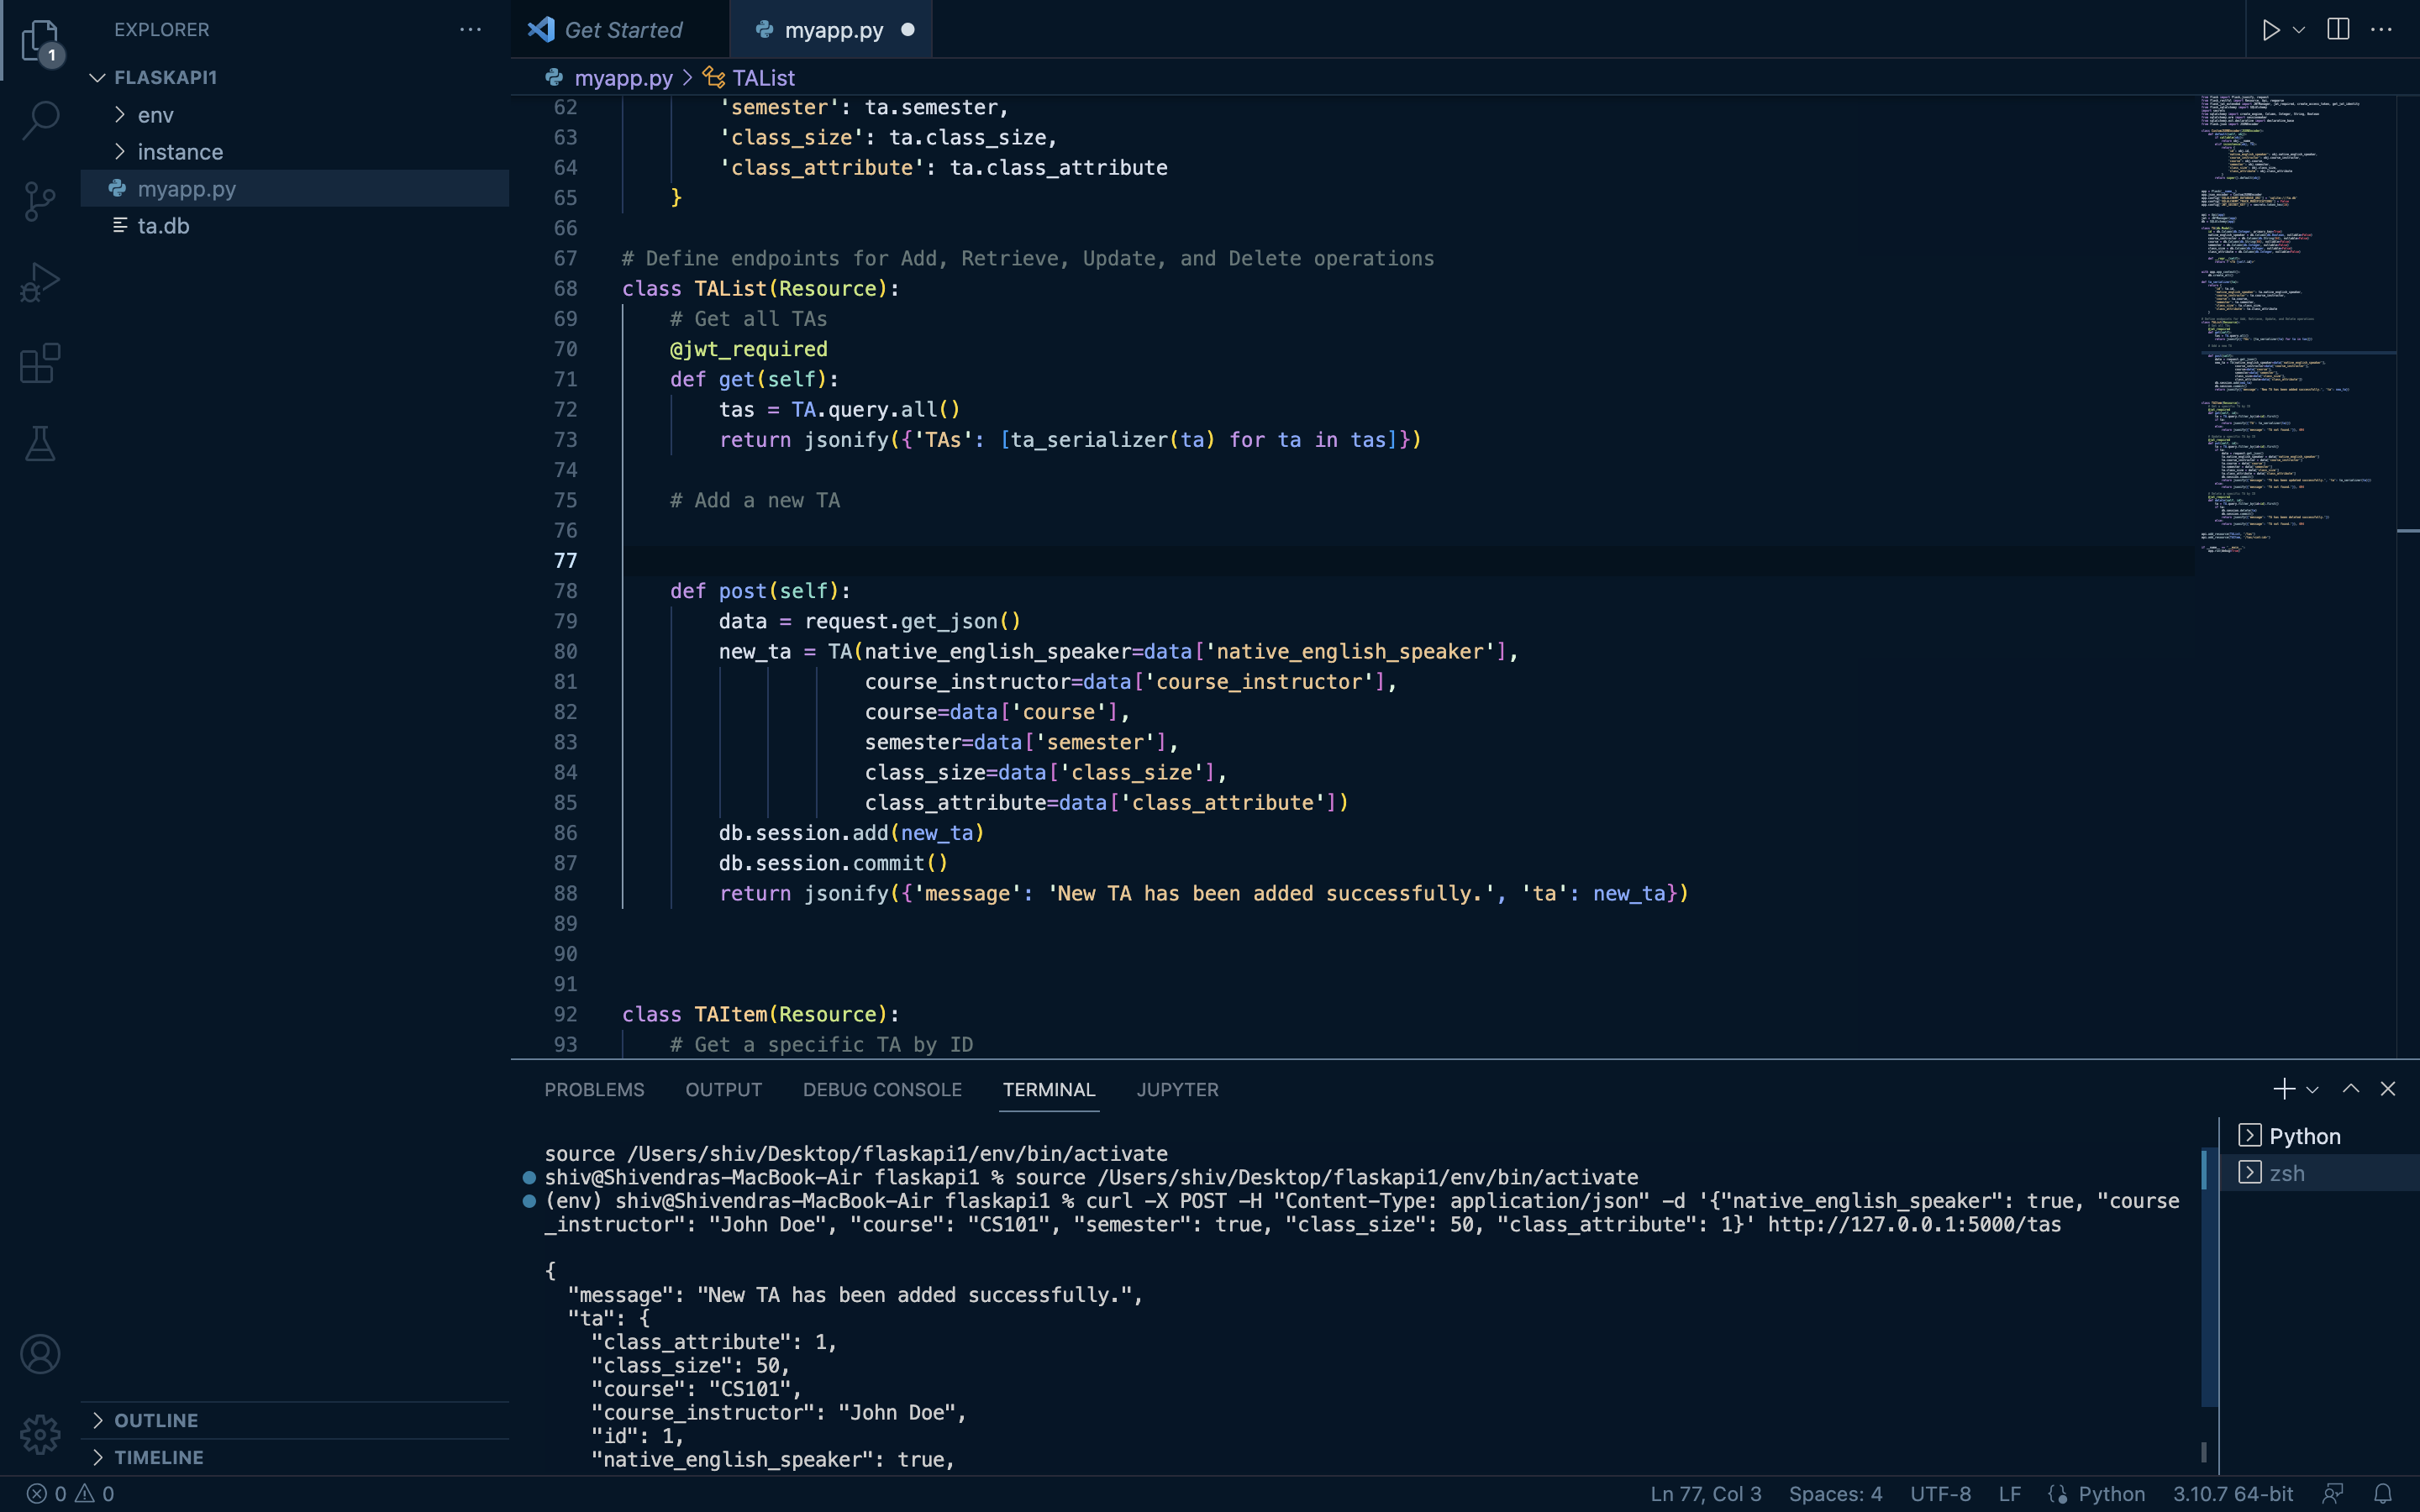 EXPLORER
1
FLASKAPI1
env
instance
myapp.py
ta.db
OUTLINE
TIMELINE
Get Started
myapp.py
myapp.py > TAList
62 'semester': ta.semester,
63 'class_size': ta.class_size,
64 'class_attribute': ta.class_attribute
65 }
66
67 # Define endpoints for Add, Retrieve, Update, and Delete operations
68 class TAList(Resource):
69 # Get all TAs
70 @jwt_required
71 def get(self):
72 tas = TA.query.all()
73 return jsonify({'TAs': [ta_serializer(ta) for ta in tas]})
74
75 # Add a new TA
76
77
78 def post(self):
79 data = request.get_json()
80 new_ta = TA(native_english_speaker=data['native_english_speaker'],
81 course_instructor=data['course_instructor'],
82 course=data['course'],
83 semester=data['semester'],
84 class_size=data['class_size'],
85 class_attribute=data['class_attribute'])
86 db.session.add(new_ta)
87 db.session.commit()
88 return jsonify({'message': 'New TA has been added successfully.', 'ta': new_ta})
89
90
91
92 class TAItem(Resource):
93 # Get a specific TA by ID
PROBLEMS OUTPUT DEBUG CONSOLE TERMINAL JUPYTER
source /Users/shiv/Desktop/flaskapi1/env/bin/activate
shiv@Shivendras-MacBook-Air flaskapi1 % source /Users/shiv/Desktop/flaskapi1/env/bin/activate
(env) shiv@Shivendras-MacBook-Air flaskapi1 % curl -X POST -H "Content-Type: application/json" -d '{"native_english_speaker": true, "course
_instructor": "John Doe", "course": "CS101", "semester": true, "class_size": 50, "class_attribute": 1}' http://127.0.0.1:5000/tas
{
"message": "New TA has been added successfully.",
"ta": {
"class_attribute": 1,
"class_size": 50,
"course": "CS101",
"course_instructor": "John Doe",
"id": 1,
"native_english_speaker": true,
Python
zsh
0 0
Ln 77, Col 3 Spaces: 4 UTF-8 LF Python 3.10.7 64-bit